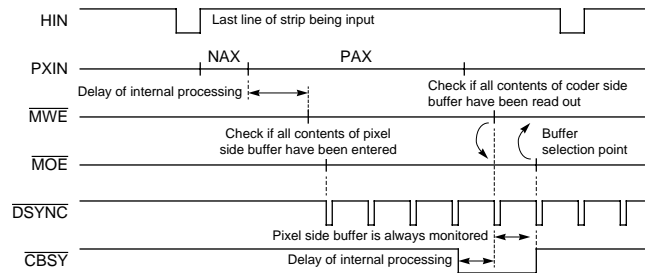 HIN
Last line of strip being input
NAX
PAX
PXIN
Delay of internal processing
Check if all contents of coder side
buffer have been read out
MWE
Check if all contents of pixel
side buffer have been entered
Buffer
selection point
MOE
DSYNC
Pixel side buffer is always monitored
CBSY
Delay of internal processing